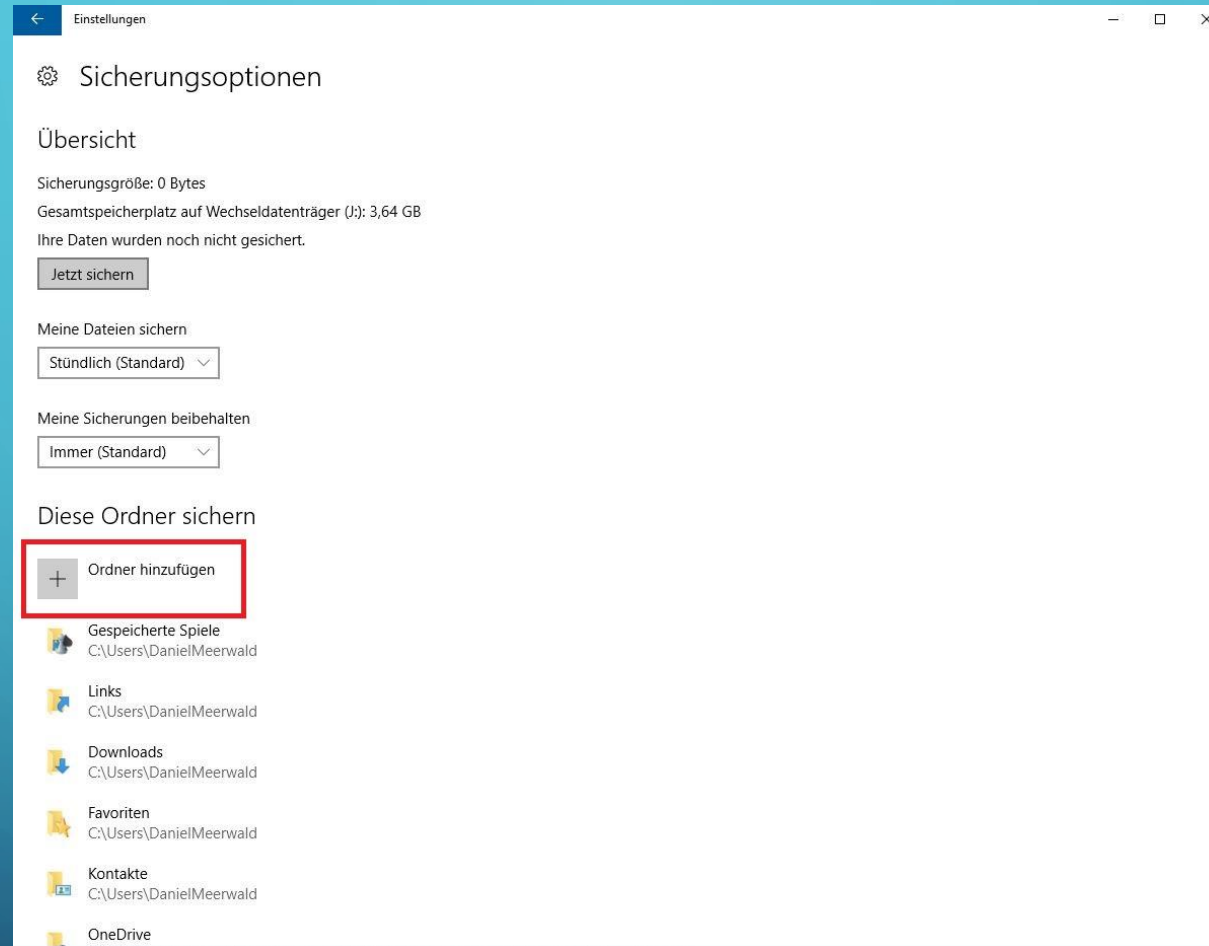 Einstellungen
Sicherungsoptionen
Übersicht
Sicherungsgröße: 0 Bytes
Gesamtspeicherplatz auf Wechseldatenträger (J:): 3,64 GB
Ihre Daten wurden noch nicht gesichert.
Jetzt sichern
Meine Dateien sichern
Stündlich (Standard)
Meine Sicherungen beibehalten
Immer (Standard)
Diese Ordner sichern
Ordner hinzufügen
Gespeicherte Spiele
C:\Users\DanielMeerwald
Links
C:\Users\DanielMeerwald
Downloads
C:\Users\DanielMeerwald
Favoriten
C:\Users\DanielMeerwald
Kontakte
C:\Users\DanielMeerwald
OneDrive